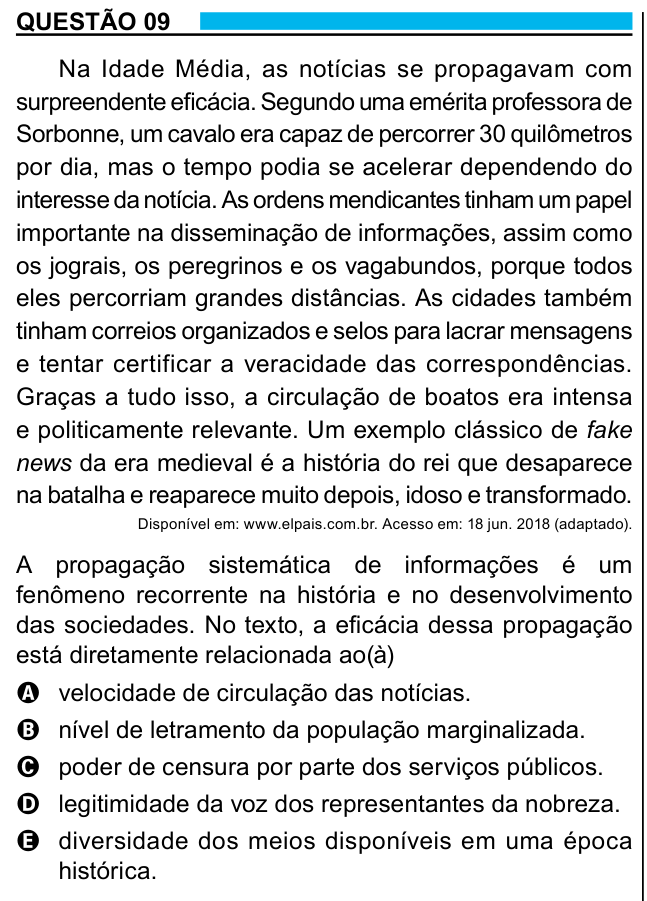 QUESTÃO 09
Na Idade Média, as notícias se propagavam com
surpreendente eficácia. Segundo uma emérita professora de
Sorbonne, um cavalo era capaz de percorrer 30 quilômetros
por dia, mas o tempo podia se acelerar dependendo do
interesse da notícia. As ordens mendicantes tinham um papel
importante na disseminação de informações, assim como
os jograis, os peregrinos e os vagabundos, porque todos
eles percorriam grandes distâncias. As cidades também
tinham correios organizados e selos para lacrar mensagens
e tentar certificar a veracidade das correspondências.
Graças a tudo isso, a circulação de boatos era intensa
e politicamente relevante. Um exemplo clássico de fake
news da era medieval é a história do rei que desaparece
na batalha e reaparece muito depois, idoso e transformado.
Disponível em: www.elpais.com.br. Acesso em: 18 jun. 2018 (adaptado).
A propagação sistemática de informações é um
fenômeno recorrente na história e no desenvolvimento
das sociedades. No texto, a eficácia dessa propagação
está diretamente relacionada ao(à)
A velocidade de circulação das notícias.
B nível de letramento da população marginalizada.
C poder de censura por parte dos serviços públicos.
D legitimidade da voz dos representantes da nobreza.
E diversidade dos meios disponíveis em uma época
histórica.